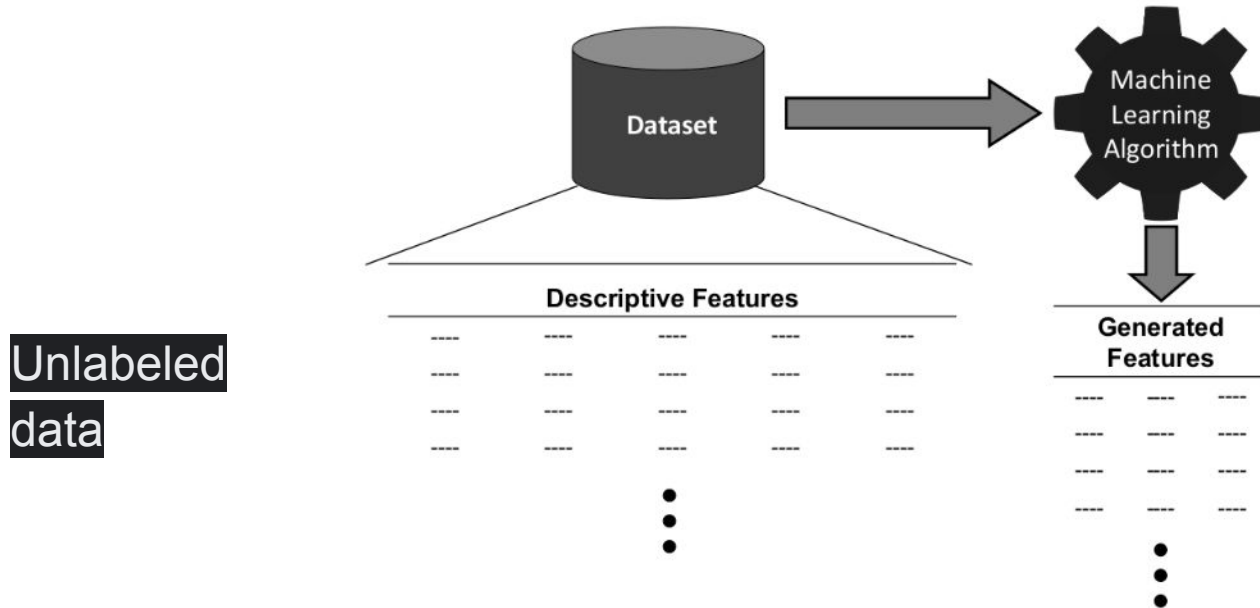 Dataset
Machine
Learning
Algorithm
Descriptive Features
---- ---- ---- ---- ----
---- ---- ---- ---- ----
---- ---- ---- ---- ----
---- ---- ---- ---- ----
Generated
Features
---- ---- ----
---- ---- ----
---- ---- ----
---- ---- ----
Unlabeled
data